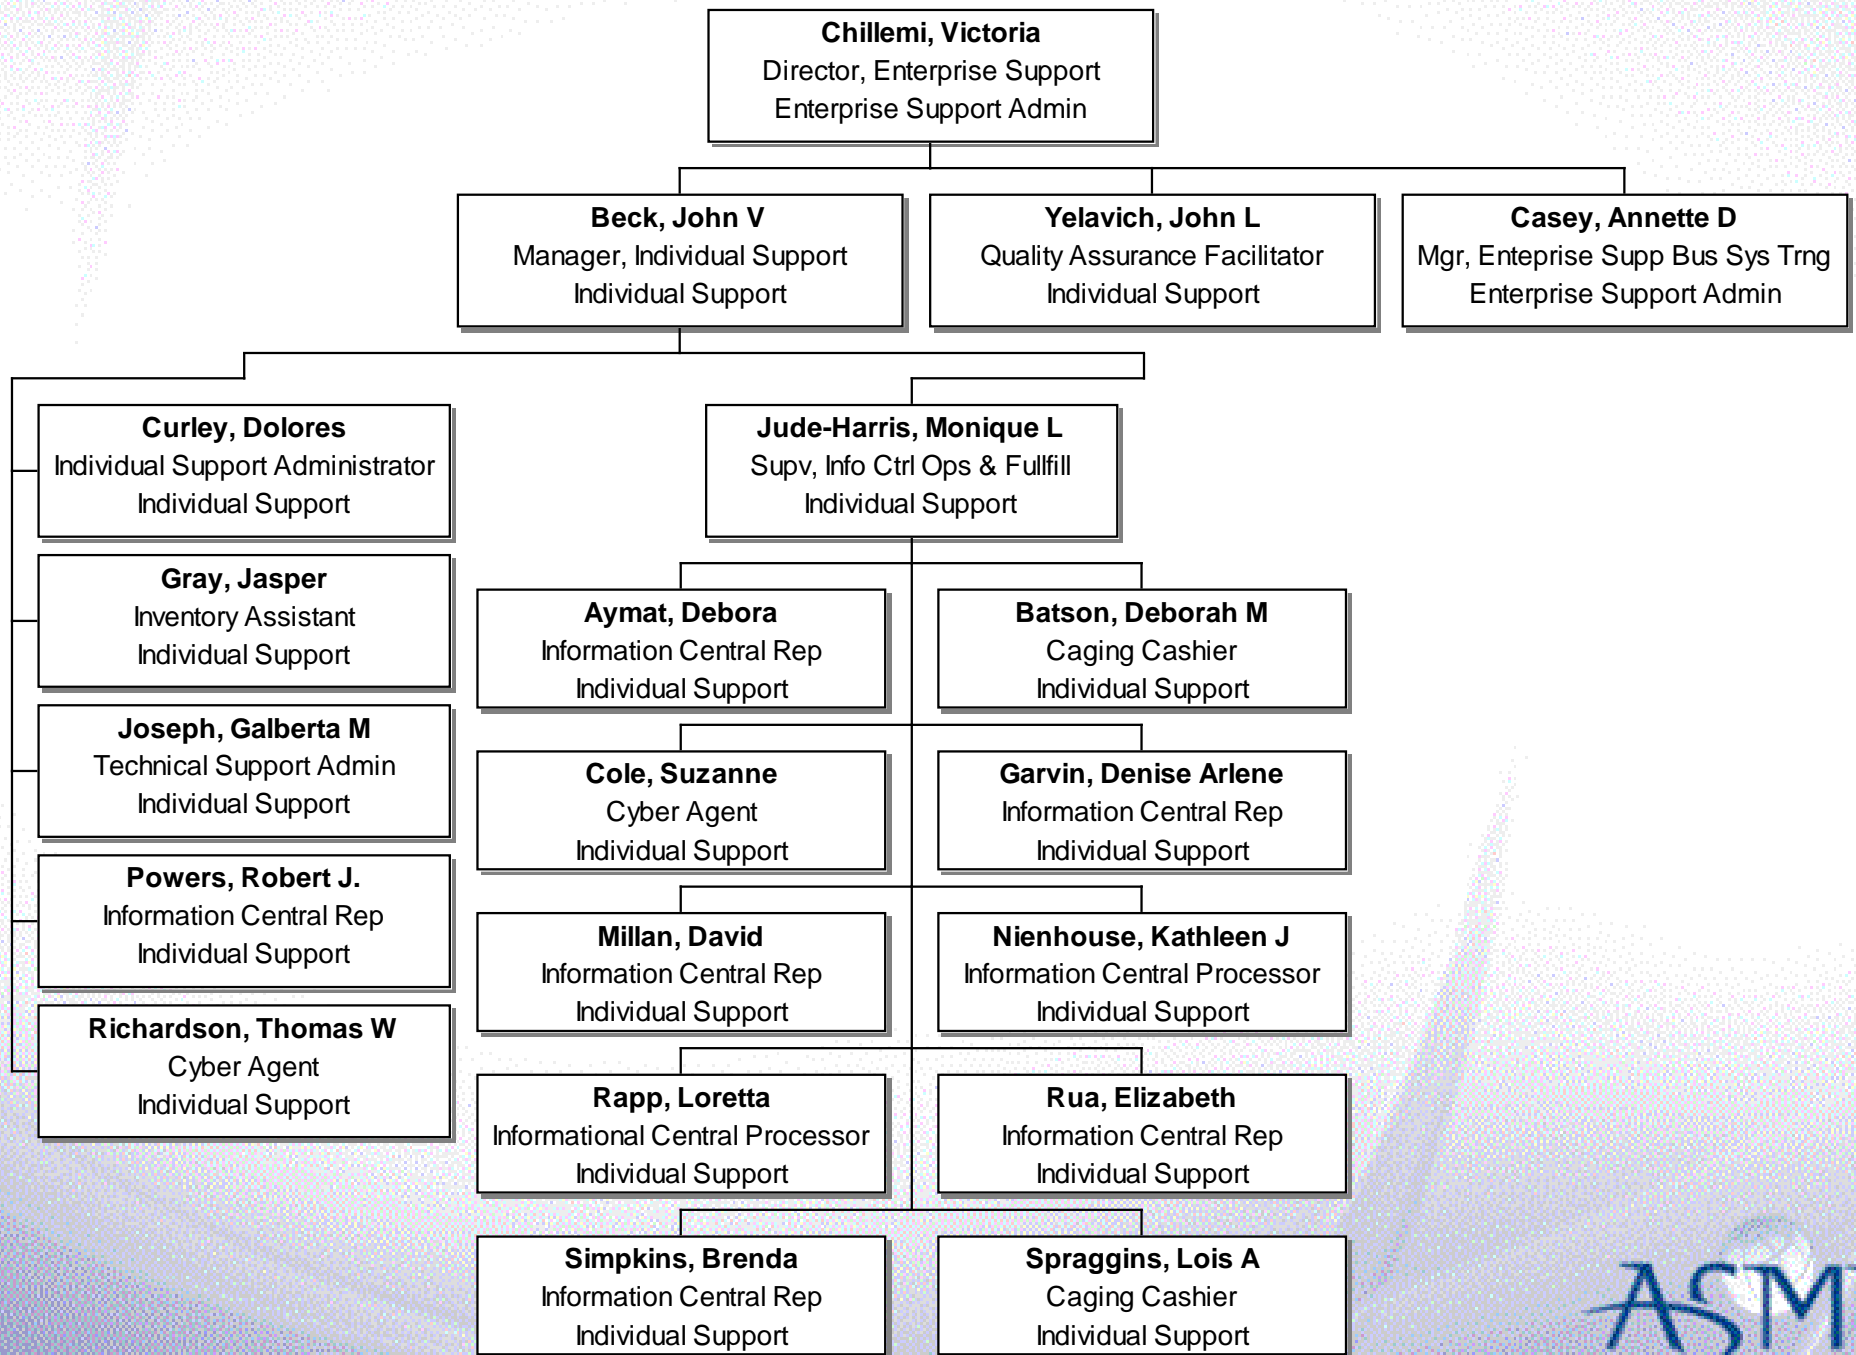 Chillemi, Victoria
Director, Enterprise Support
Enterprise Support Admin
Beck, John V
Manager, Individual Support
Individual Support
Yelavich, John L
Quality Assurance Facilitator
Individual Support
Casey, Annette D
Mgr, Enteprise Supp Bus Sys Trng
Enterprise Support Admin
Curley, Dolores
Individual Support Administrator
Individual Support
Gray, Jasper
Inventory Assistant
Individual Support
Joseph, Galberta M
Technical Support Admin
Individual Support
Powers, Robert J.
Information Central Rep
Individual Support
Richardson, Thomas W
Cyber Agent
Individual Support
Jude-Harris, Monique L
Supv, Info Ctrl Ops & Fullfill
Individual Support
Aymat, Debora
Information Central Rep
Individual Support
Batson, Deborah M
Caging Cashier
Individual Support
Cole, Suzanne
Cyber Agent
Individual Support
Garvin, Denise Arlene
Information Central Rep
Individual Support
Millan, David
Information Central Rep
Individual Support
Nienhouse, Kathleen J
Information Central Processor
Individual Support
Rapp, Loretta
Informational Central Processor
Individual Support
Rua, Elizabeth
Information Central Rep
Individual Support
Simpkins, Brenda
Information Central Rep
Individual Support
Spraggins, Lois A
Caging Cashier
Individual Support
ASM